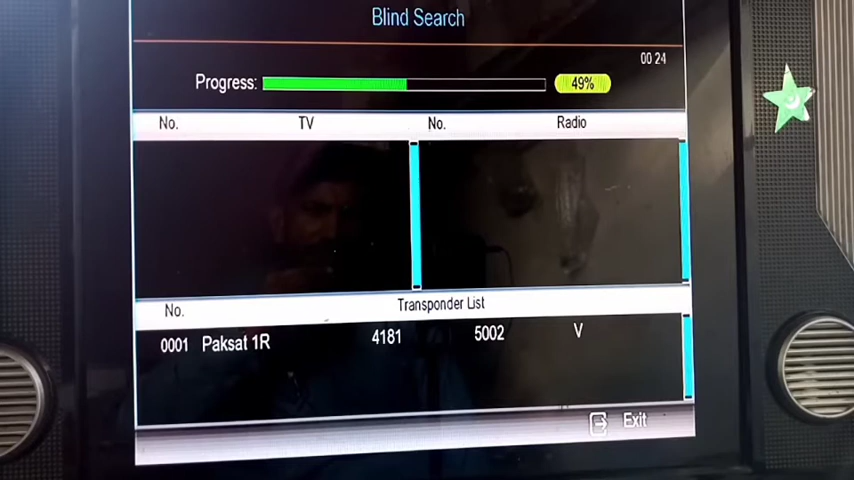 Blind Search
00 24
Progress: 49%
No. TV No. Radio
No. Transponder List
0001 Paksat 1R 4181 5002 V
Exit